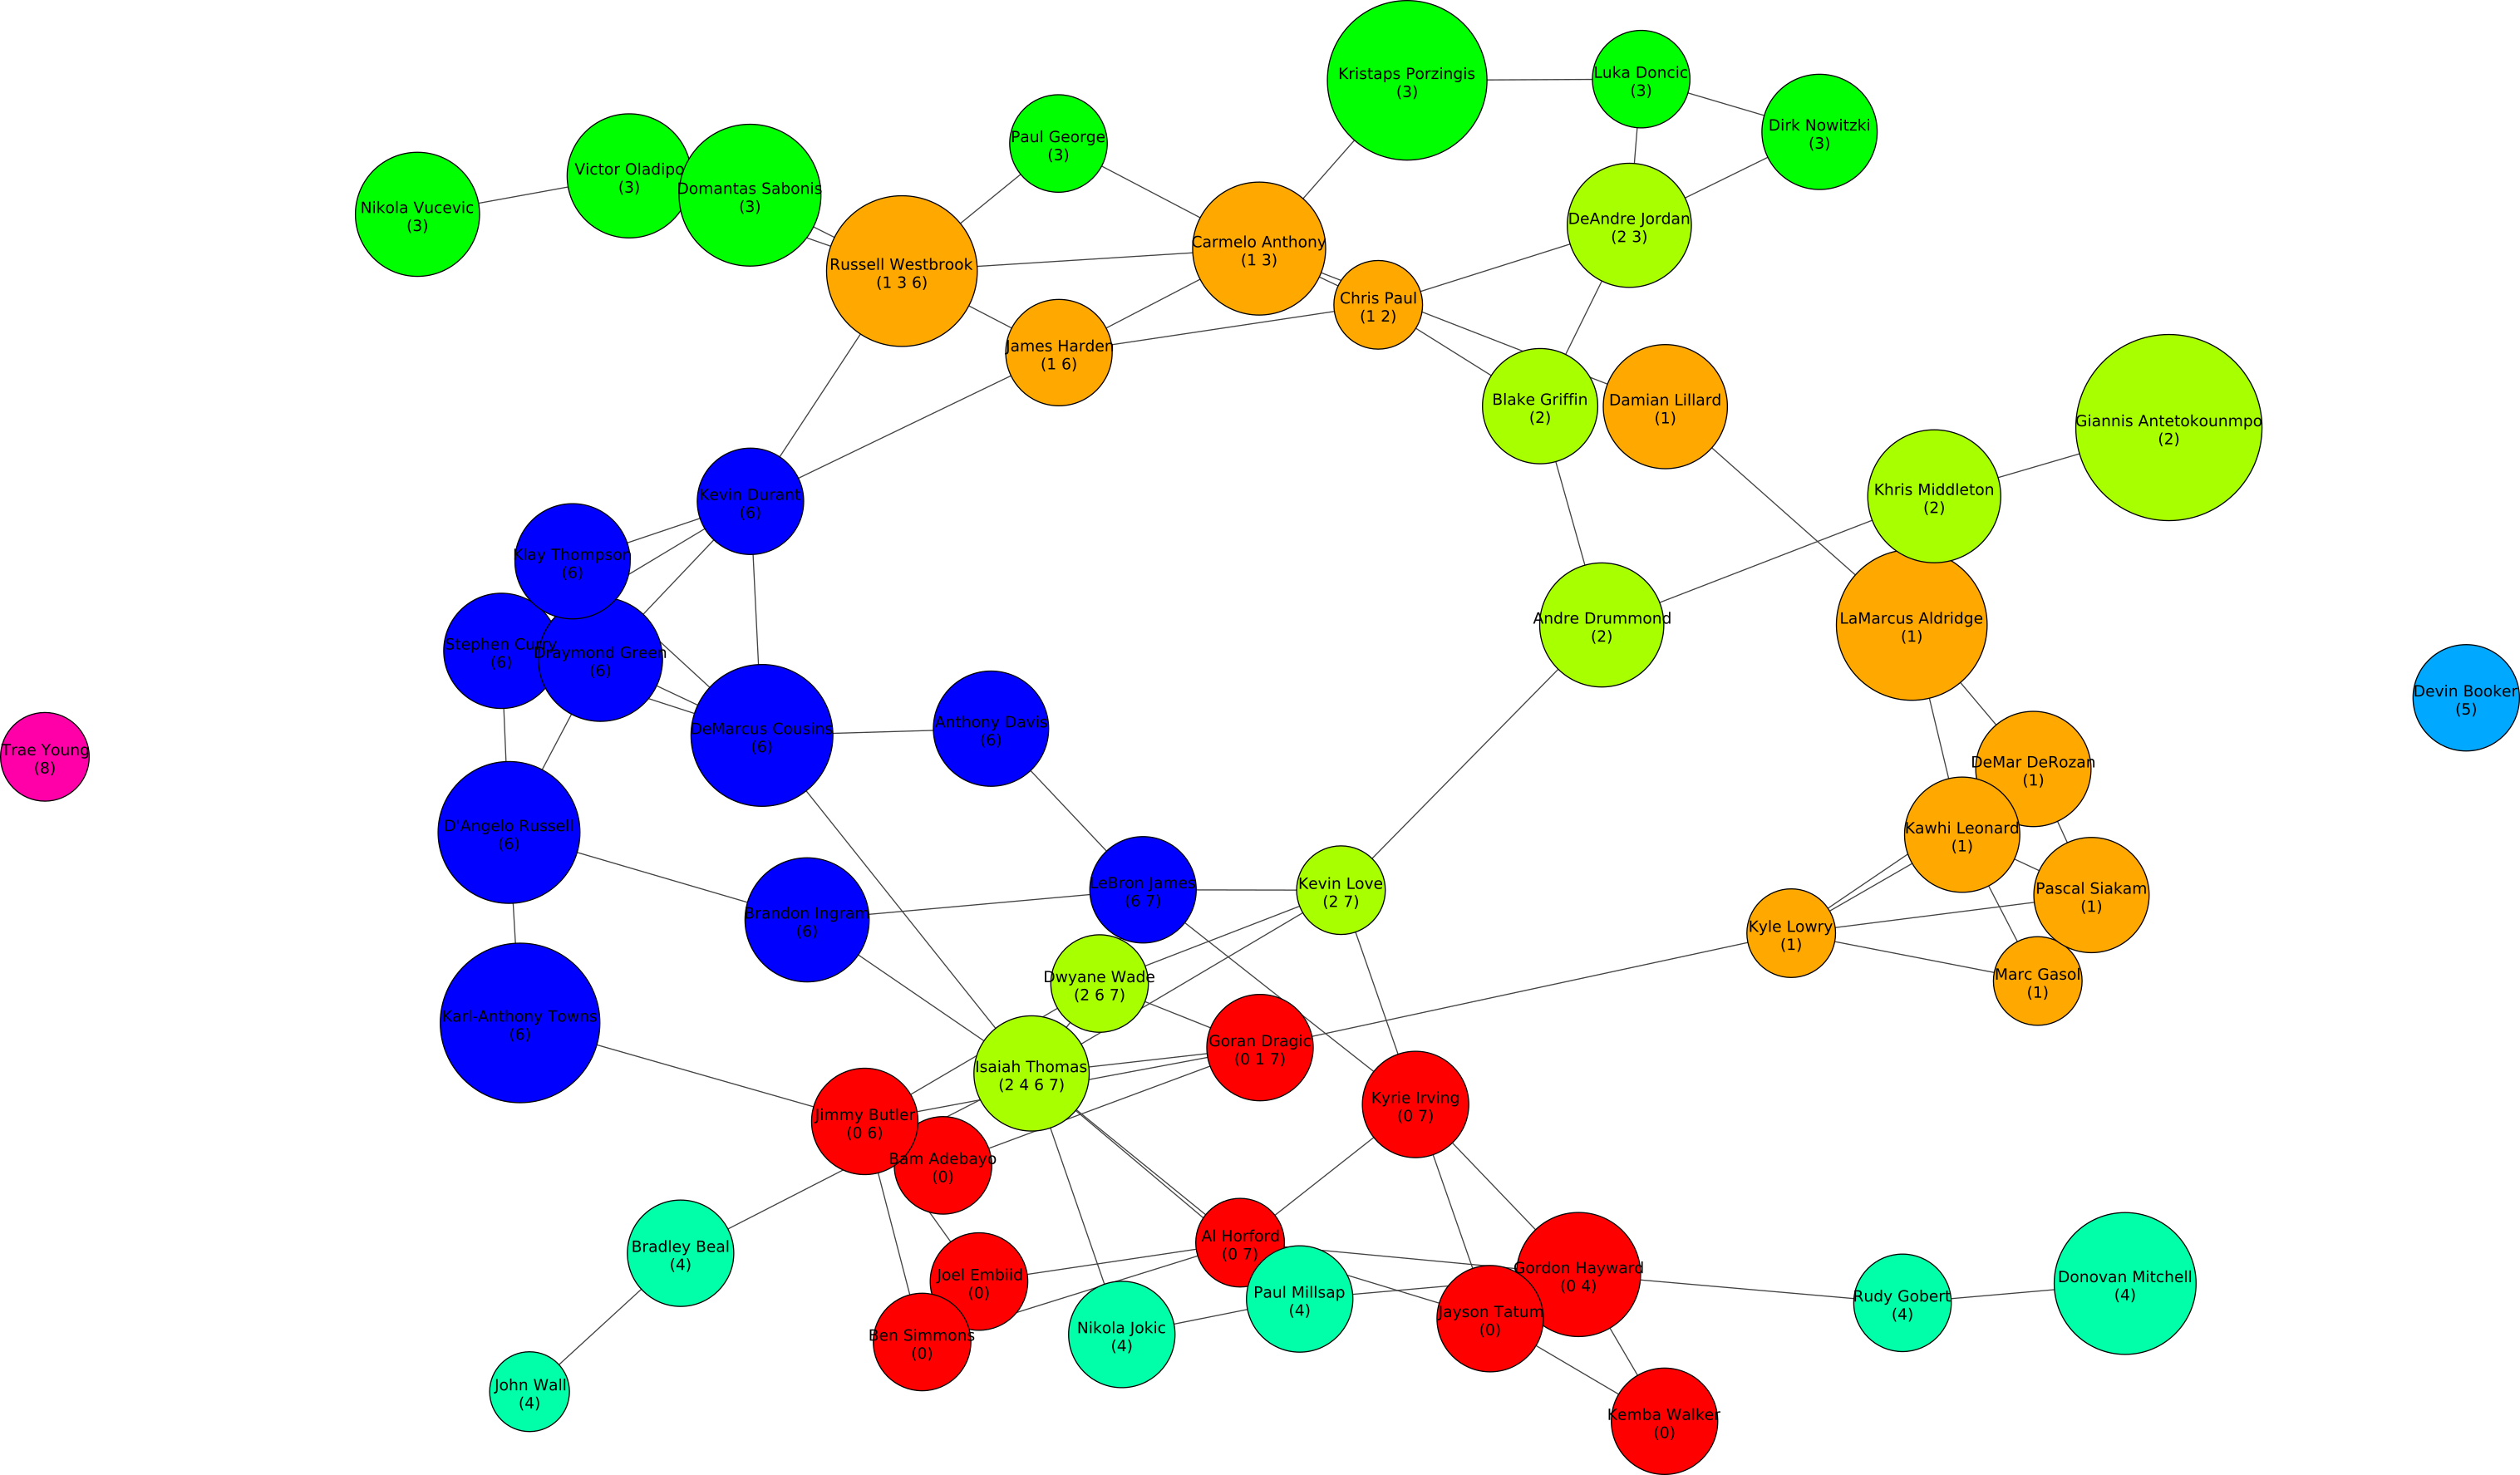 Kristaps Porzingis
(3)
Luka Doncic
(3)
Dirk Nowitzki
(3)
Paul George
(3)
Victor Oladipo
(3)
Domantas Sabonis
(3)
Nikola Vucevic
(3)
DeAndre Jordan
(2 3)
Carmelo Anthony
(1 3)
Russell Westbrook
(1 3 6)
Chris Paul
(1 2)
James Harden
(1 6)
Blake Griffin
(2)
Damian Lillard
(1)
Giannis Antetokounmpo
(2)
Khris Middleton
(2)
Kevin Durant
(6)
Klay Thompson
(6)
Stephen Curry
(6)
Draymond Green
(6)
Andre Drummond
(2)
LaMarcus Aldridge
(1)
Devin Booker
(5)
Trae Young
(8)
DeMarcus Cousins
(6)
Anthony Davis
(6)
DeMar DeRozan
(1)
D'Angelo Russell
(6)
Kawhi Leonard
(1)
LeBron James
(6 7)
Kevin Love
(2 7)
Pascal Siakam
(1)
Brandon Ingram
(6)
Kyle Lowry
(1)
Marc Gasol
(1)
Dwyane Wade
(2 6 7)
Karl-Anthony Towns
(6)
Goran Dragic
(0 1 7)
Isaiah Thomas
(2 4 6 7)
Kyrie Irving
(0 7)
Jimmy Butler
(0 6)
Bam Adebayo
(0)
Al Horford
(0 7)
Bradley Beal
(4)
Joel Embiid
(0)
Gordon Hayward
(0 4)
Donovan Mitchell
(4)
Paul Millsap
(4)
Rudy Gobert
(4)
Jayson Tatum
(0)
Nikola Jokic
(4)
Ben Simmons
(0)
John Wall
(4)
Kemba Walker
(0)